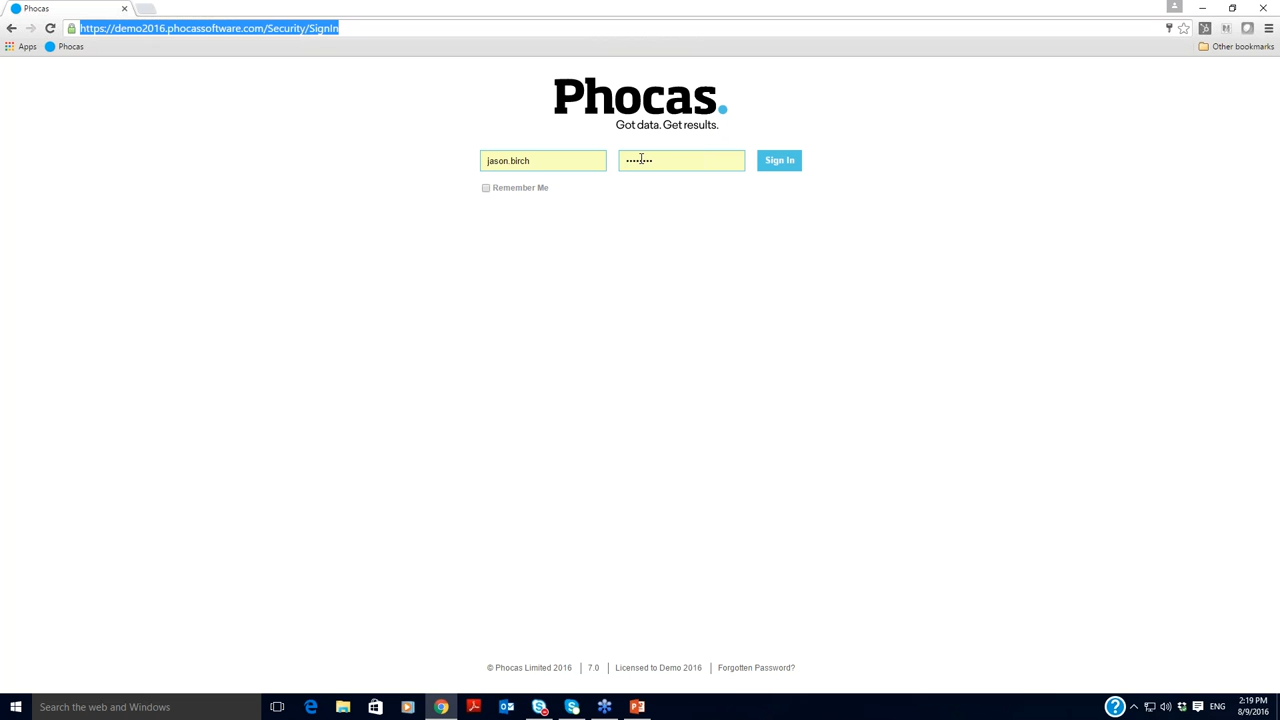 Phocas
https://demo2016.phocassoftware.com/Security/SignIn
Apps
Phocas
Other bookmarks
Phocas.
Got data. Get results.
jason.birch
••••••••
Sign In
Remember Me
© Phocas Limited 2016 | 7.0 | Licensed to Demo 2016 | Forgotten Password?
Search the web and Windows
ENG
2:19 PM
8/9/2016